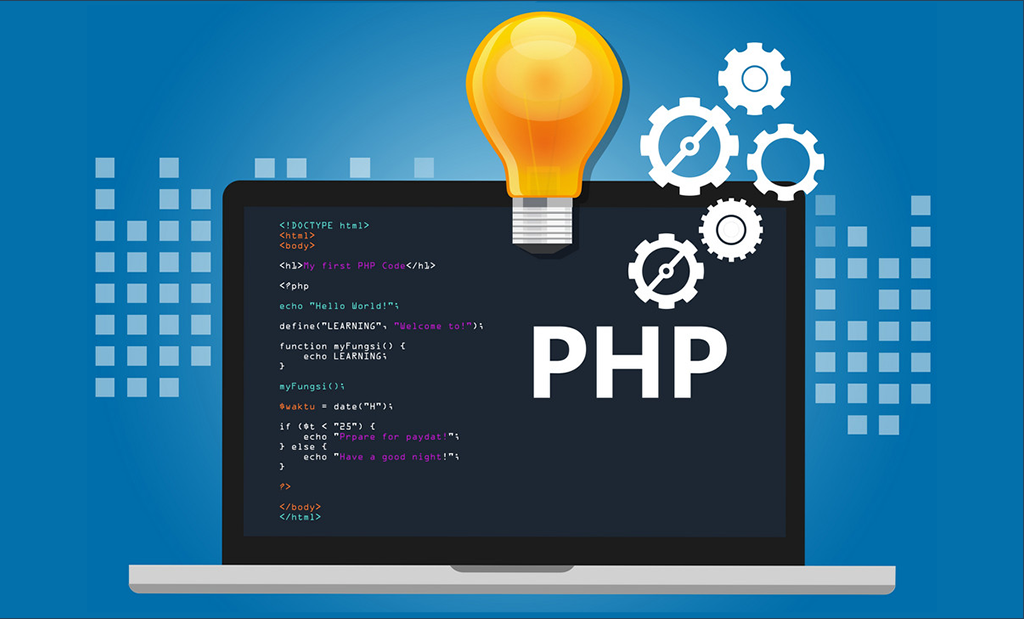 <!DOCTYPE html>
<html>
<body>
<h1>My first PHP Code</h1>
<?php
echo "Hello World!";
define("LEARNING", "Welcome to!");
function myFungsi() {
echo LEARNING;
}
myFungsi();
$waktu = date("H");
if ($t < "25") {
echo "Prpare for paydat!";
} else {
echo "Have a good night!";
}
?>
</body>
</html>
PHP